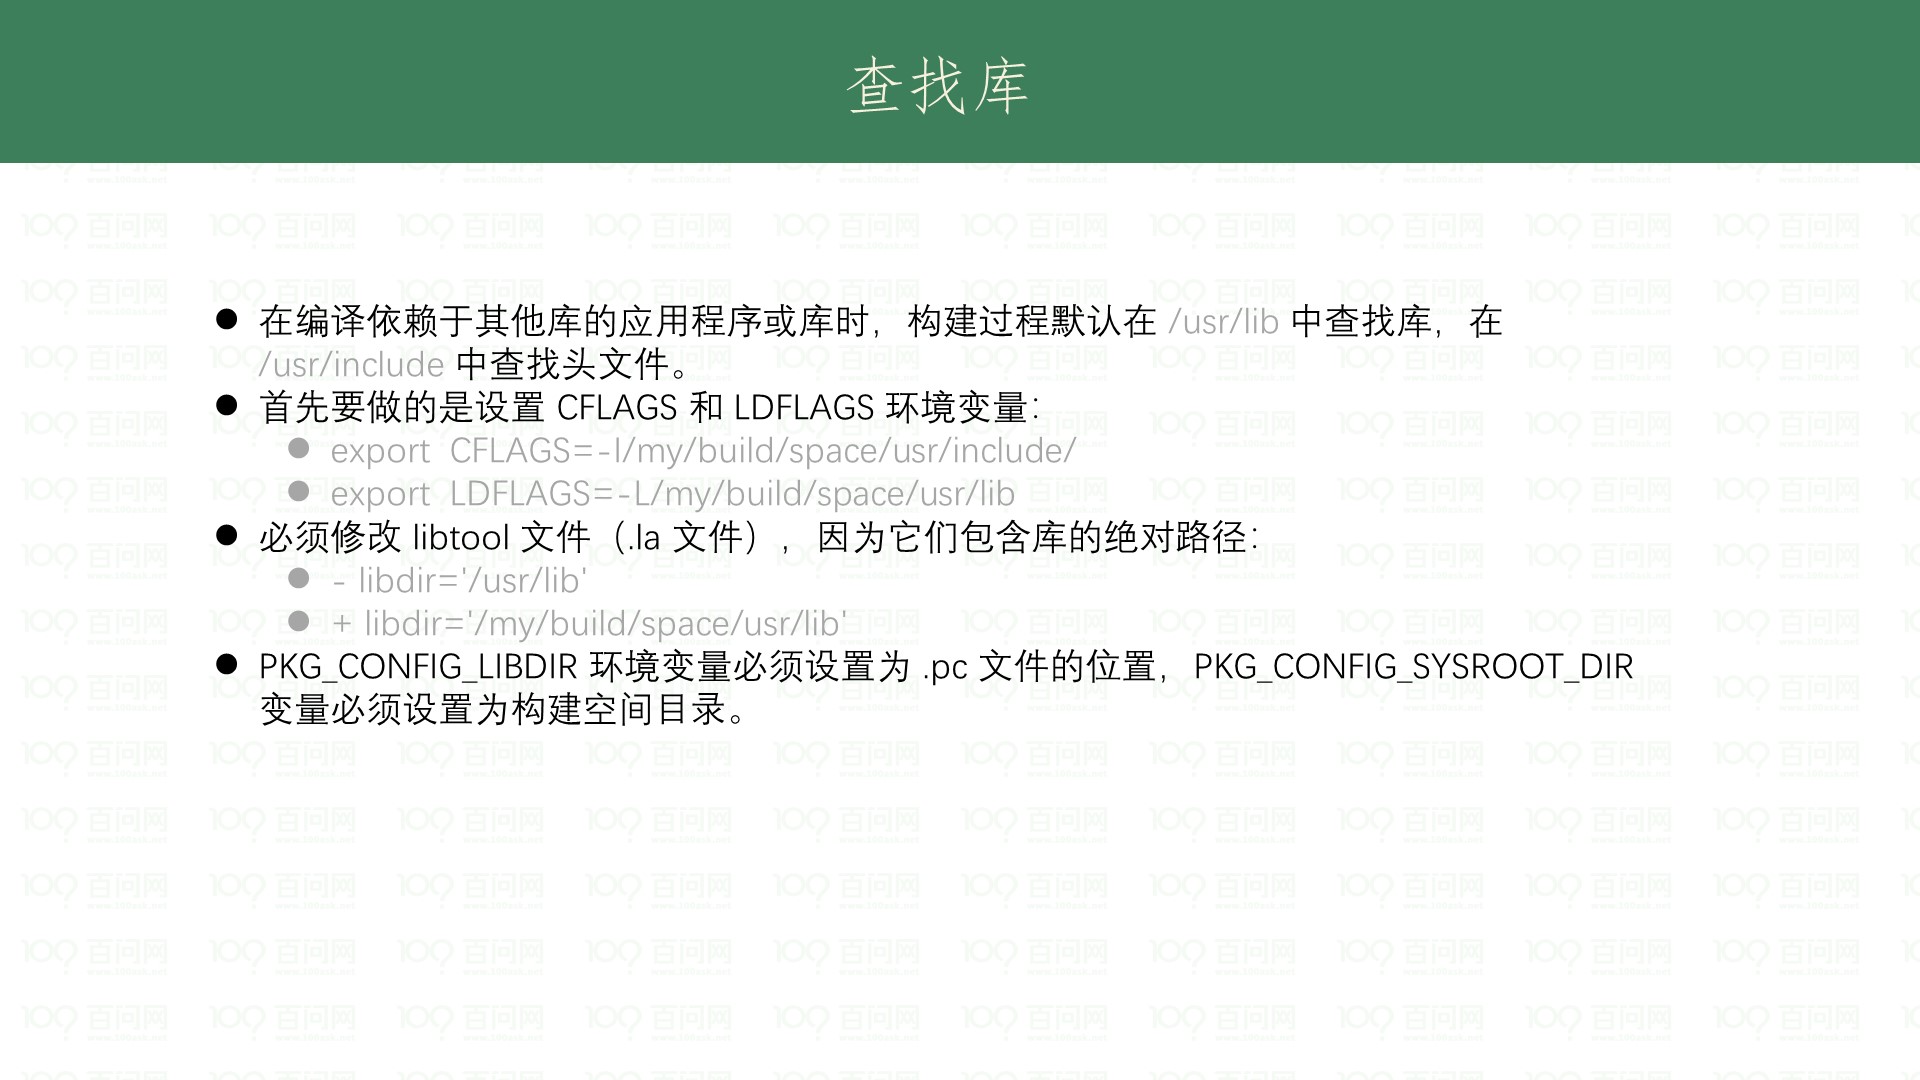 查找库
● 在编译依赖于其他库的应用程序或库时，构建过程默认在 /usr/lib 中查找库，在
/usr/include 中查找头文件。
● 首先要做的是设置 CFLAGS 和 LDFLAGS 环境变量：
● export CFLAGS=-I/my/build/space/usr/include/
● export LDFLAGS=-L/my/build/space/usr/lib
● 必须修改 libtool 文件（.la 文件），因为它们包含库的绝对路径：
● - libdir='/usr/lib'
● + libdir='/my/build/space/usr/lib'
● PKG_CONFIG_LIBDIR 环境变量必须设置为 .pc 文件的位置，PKG_CONFIG_SYSROOT_DIR
变量必须设置为构建空间目录。
百问网
www.100ask.net